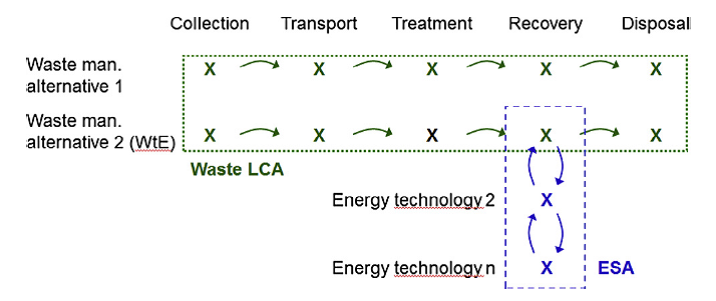 Collection Transport Treatment Recovery Disposal
Waste man. X X X X X
alternative 1
Waste man.
alternative 2 (WtE) X X X X X
Waste LCA
Energy technology 2 X
Energy technology n X ESA